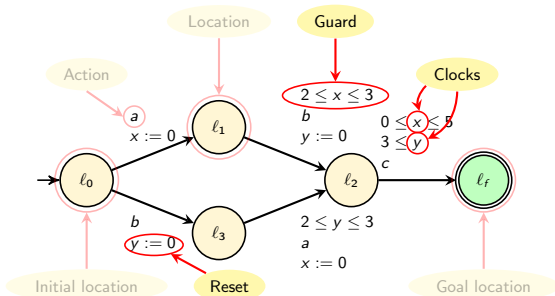 Location
Guard
Action
Clocks
a
x := 0
ℓ1
2 ≤ x ≤ 3
b
y := 0
0 ≤ x ≤ 5
3 ≤ y
c
ℓ0
ℓ2
ℓf
b
y := 0
ℓ3
2 ≤ y ≤ 3
a
x := 0
Initial location
Reset
Goal location